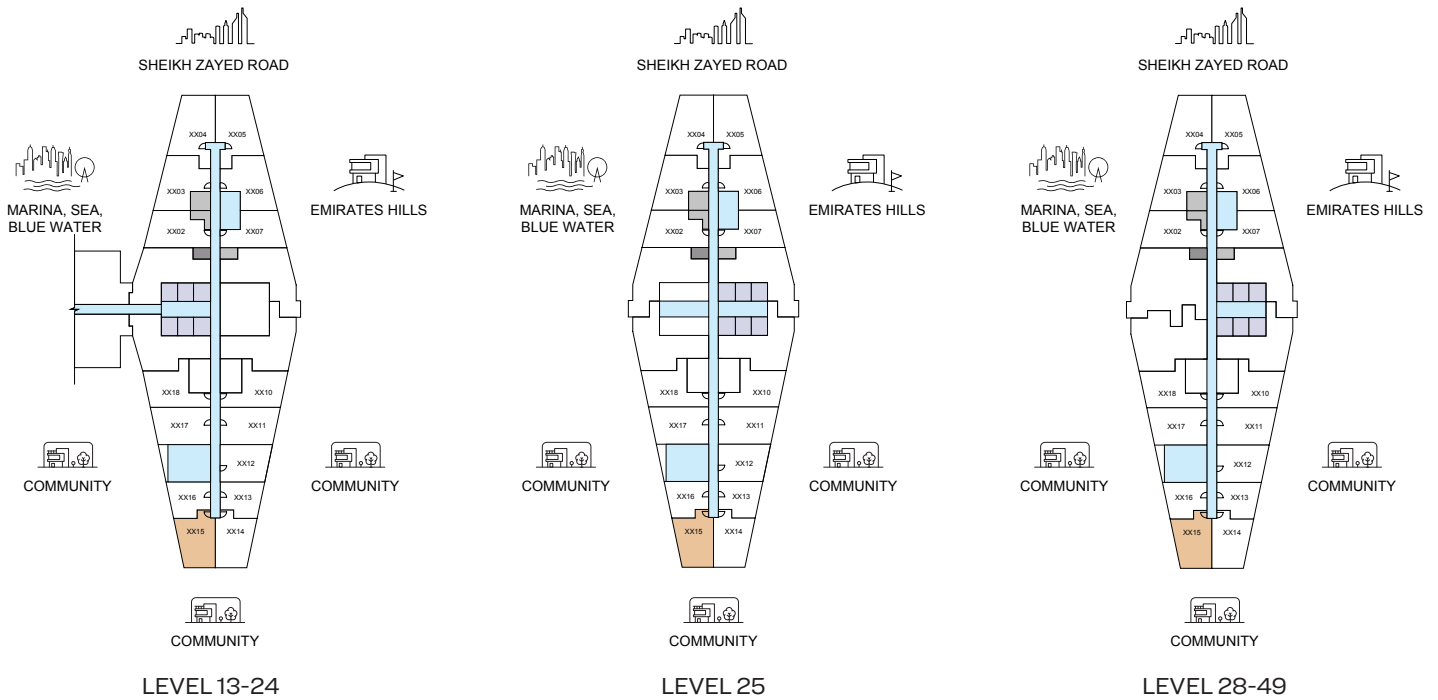 SHEIKH ZAYED ROAD
XX04 XX05
MARINA, SEA,
BLUE WATER
XX03 XX06
EMIRATES HILLS
XX02 XX07
XX18 XX10
XX17 XX11
XX12
COMMUNITY
COMMUNITY
XX16 XX13
XX15 XX14
COMMUNITY
LEVEL 13-24
SHEIKH ZAYED ROAD
XX04 XX05
MARINA, SEA,
BLUE WATER
XX03 XX06
EMIRATES HILLS
XX02 XX07
XX18 XX10
XX17 XX11
XX12
COMMUNITY
COMMUNITY
XX16 XX13
XX15 XX14
COMMUNITY
LEVEL 25
SHEIKH ZAYED ROAD
XX04 XX05
MARINA, SEA,
BLUE WATER
XX03 XX06
EMIRATES HILLS
XX02 XX07
XX18 XX10
XX17 XX11
XX12
COMMUNITY
COMMUNITY
XX16 XX13
XX15 XX14
COMMUNITY
LEVEL 28-49